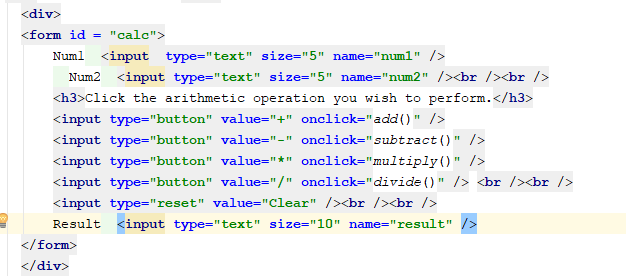 <div>
<form id = "calc">
Num1 <input  type="text" size="5" name="num1" />
Num2 <input type="text" size="5" name="num2" /><br /><br />
<h3>Click the arithmetic operation you wish to perform.</h3>
<input type="button" value="+" onclick="add()" />
<input type="button" value="-" onclick="subtract()" />
<input type="button" value="*" onclick="multiply()" />
<input type="button" value="/" onclick="divide()" /> <br /><br />
<input type="reset" value="Clear" /><br /><br />
Result <input type="text" size="10" name="result" />
</form>
</div>